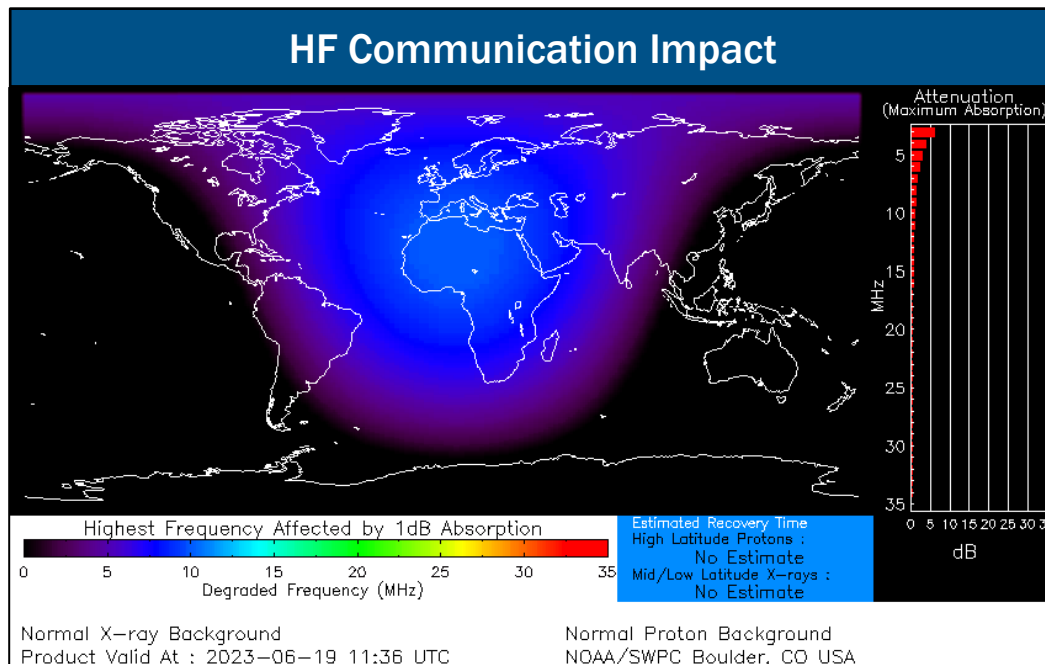 HF Communication Impact
Attenuation
(Maximum Absorption)
5
10
15
20
25
30
35
MHz
0 5 10 15 20 25 30
dB
Highest Frequency Affected by 1dB Absorption
0 5 10 15 20 25 30 35
Degraded Frequency (MHz)
Estimated Recovery Time
High Latitude Protons :
No Estimate
Mid/Low Latitude X-rays :
No Estimate
Normal X-ray Background
Product Valid At : 2023-06-19 11:36 UTC
Normal Proton Background
NOAA/SWPC Boulder, CO USA